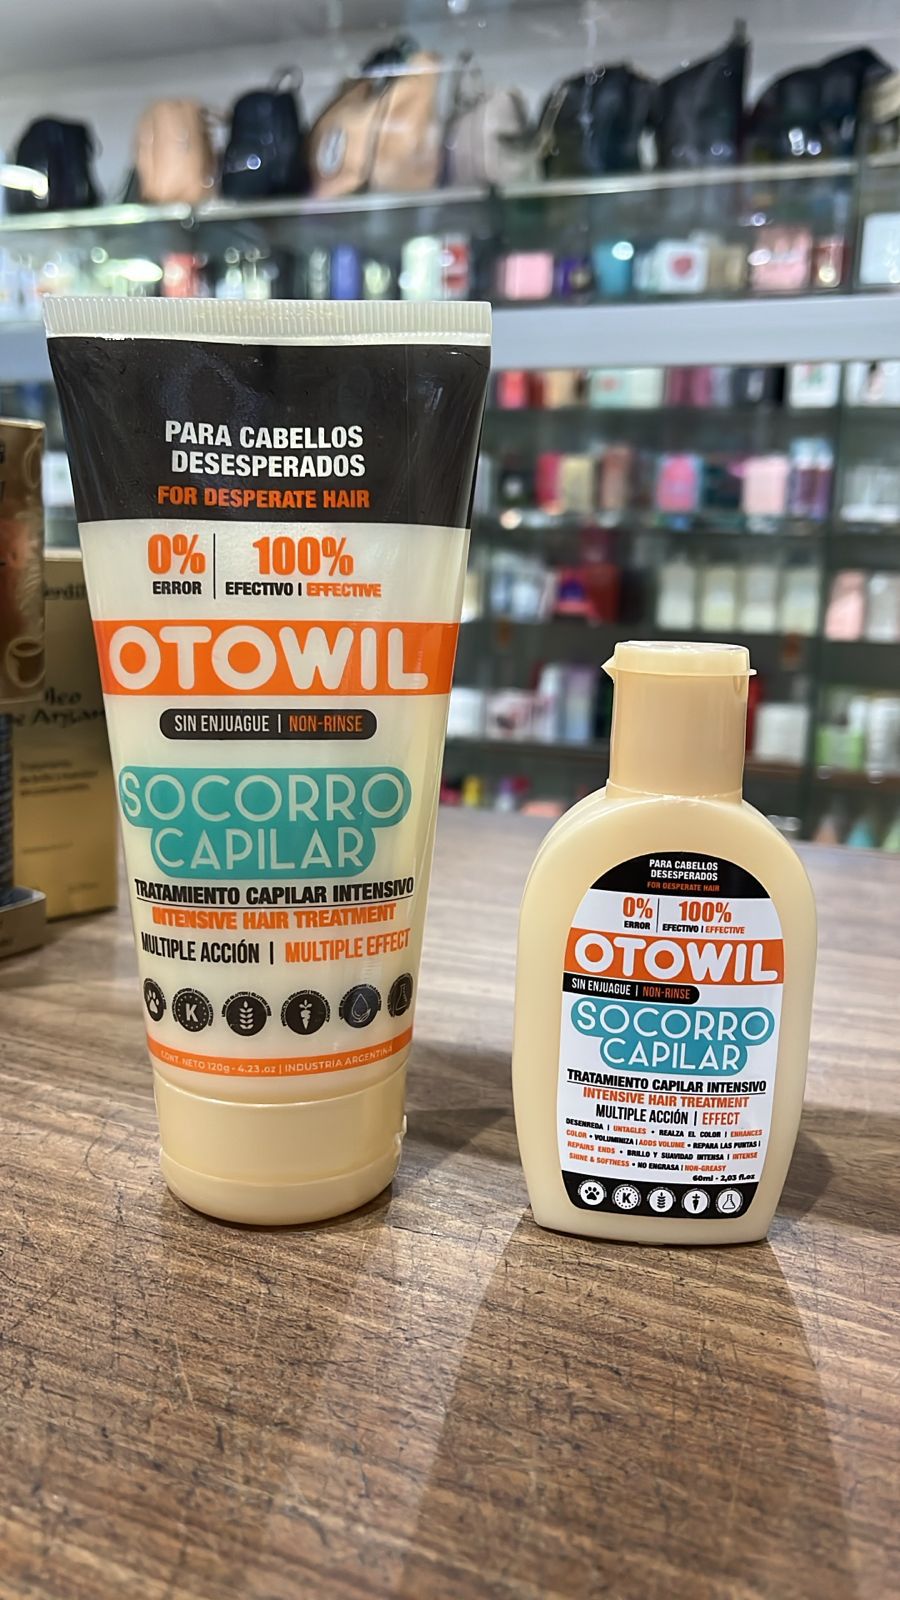 PARA CABELLOS
DESESPERADOS
FOR DESPERATE HAIR
0% ERROR
100% EFECTIVO | EFFECTIVE
OTOWIL
SIN ENJUAGUE | NON-RINSE
SOCORRO
CAPILAR
TRATAMIENTO CAPILAR INTENSIVO
INTENSIVE HAIR TREATMENT
MULTIPLE ACCIÓN | MULTIPLE EFFECT
K
CONT. NETO 120g - 4.23.oz | INDUSTRIA ARGENTINA
PARA CABELLOS
DESESPERADOS
FOR DESPERATE HAIR
0% ERROR
100% EFECTIVO | EFFECTIVE
OTOWIL
SIN ENJUAGUE | NON-RINSE
SOCORRO
CAPILAR
TRATAMIENTO CAPILAR INTENSIVO
INTENSIVE HAIR TREATMENT
MULTIPLE ACCIÓN | EFFECT
DESENREDA | UNTAGLES • REALZA EL COLOR | ENHANCES
COLOR • VOLUMINIZA | ADDS VOLUME • REPARA LAS PUNTAS |
REPAIRS ENDS • BRILLO Y SUAVIDAD INTENSA | INTENSE
SHINE & SOFTNESS • NO ENGRASA | NON-GREASY
60ml - 2,03 fl.oz
K